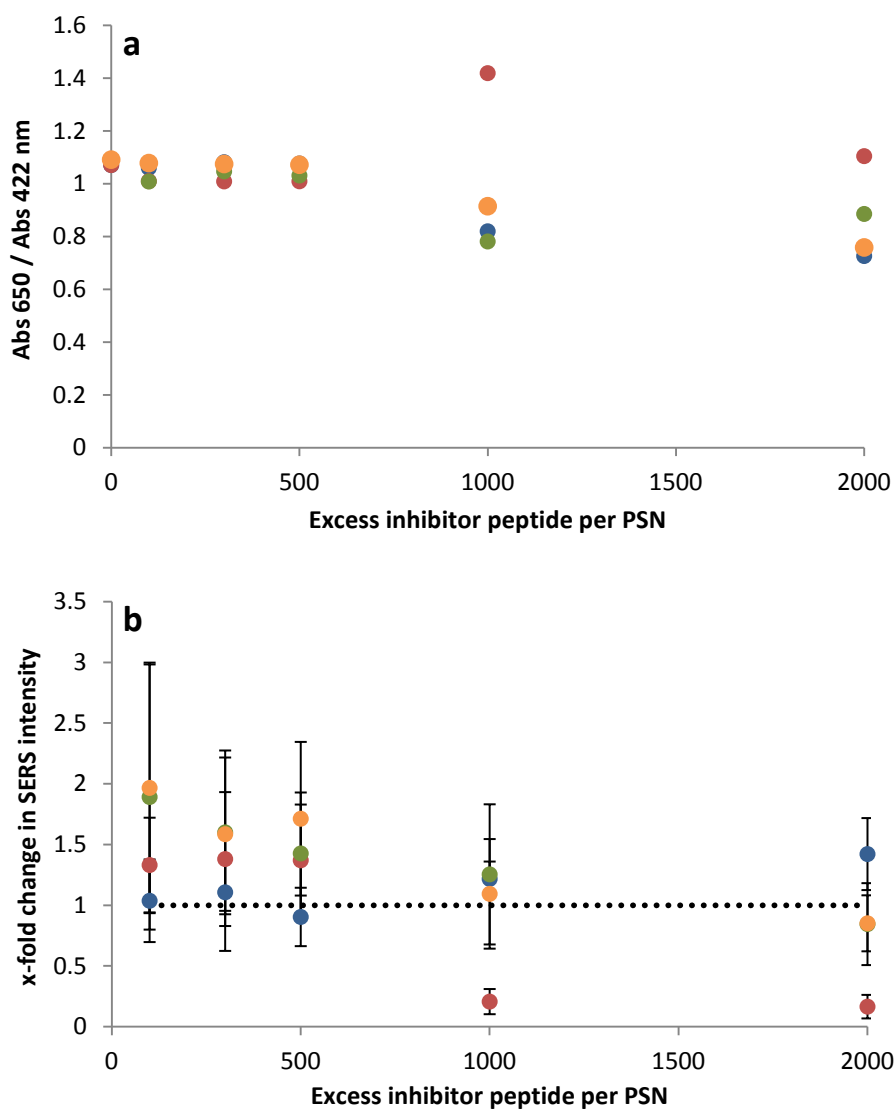 a
1.6
1.4
1.2
1
0.8
0.6
0.4
0.2
0
Abs 650 / Abs 422 nm
0 500 1000 1500 2000
Excess inhibitor peptide per PSN
b
3.5
3
2.5
2
1.5
1
0.5
0
x-fold change in SERS intensity
0 500 1000 1500 2000
Excess inhibitor peptide per PSN